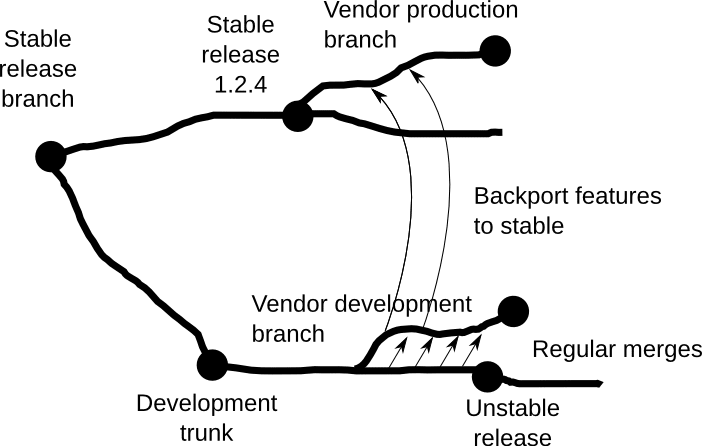 Stable
release
branch
Stable
release
1.2.4
Vendor production
branch
Backport features
to stable
Vendor development
branch
Regular merges
Development
trunk
Unstable
release